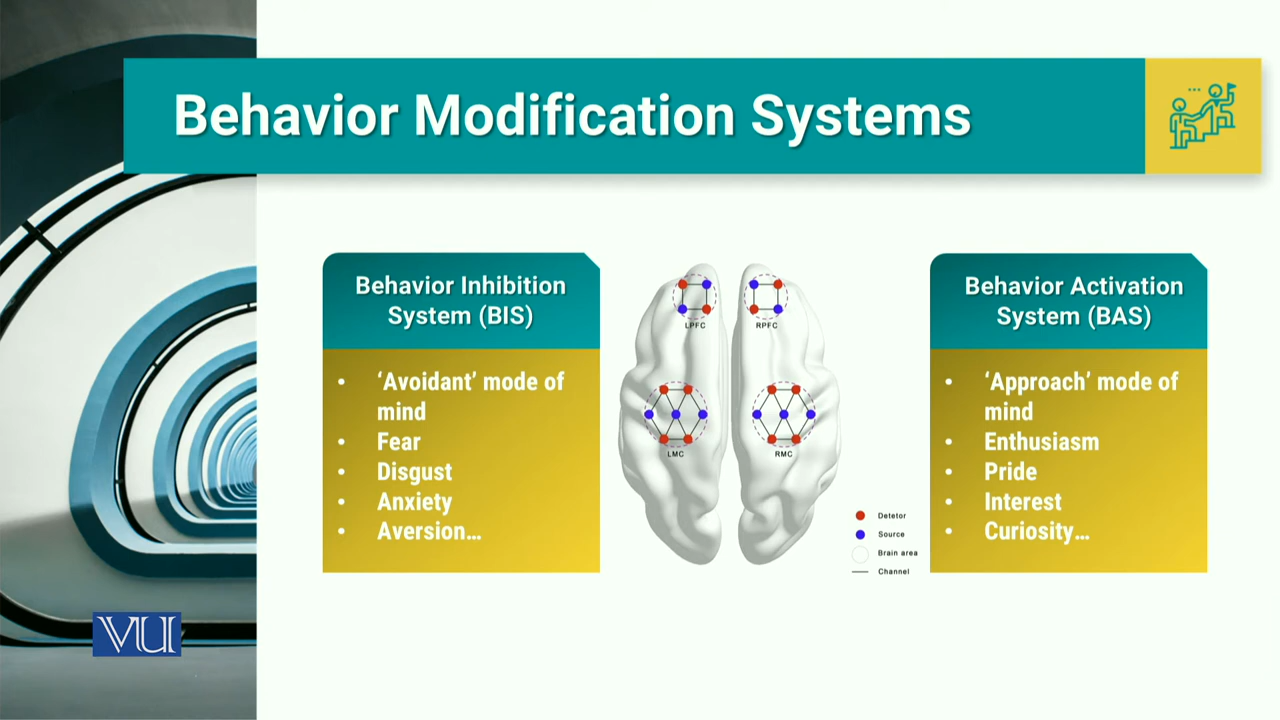 Behavior Modification Systems
Behavior Inhibition
System (BIS)
• ‘Avoidant’ mode of
mind
• Fear
• Disgust
• Anxiety
• Aversion…
LPFC
RPFC
LMC
RMC
Detetor
Source
Brain area
Channel
Behavior Activation
System (BAS)
• ‘Approach’ mode of
mind
• Enthusiasm
• Pride
• Interest
• Curiosity…
VU